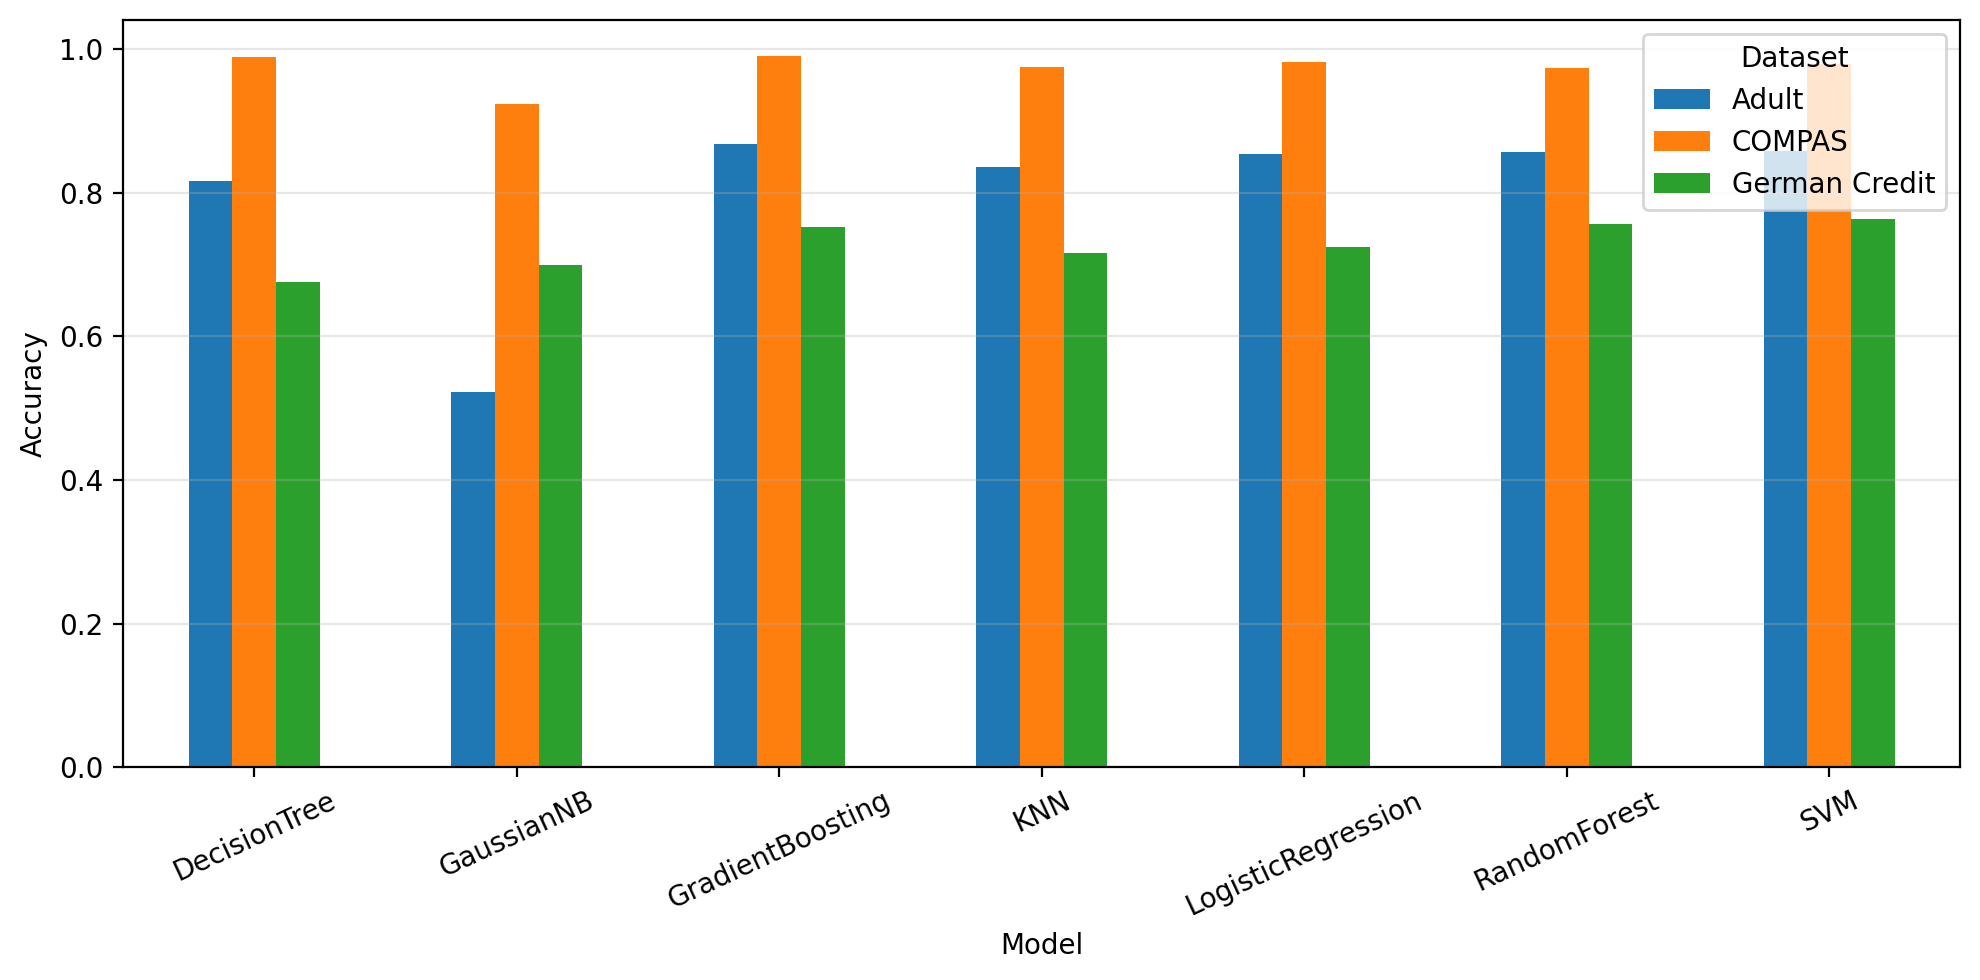 1.0
0.8
0.6
0.4
0.2
0.0
Accuracy
Dataset
Adult
COMPAS
German Credit
DecisionTree
GaussianNB
GradientBoosting
KNN
LogisticRegression
RandomForest
SVM
Model